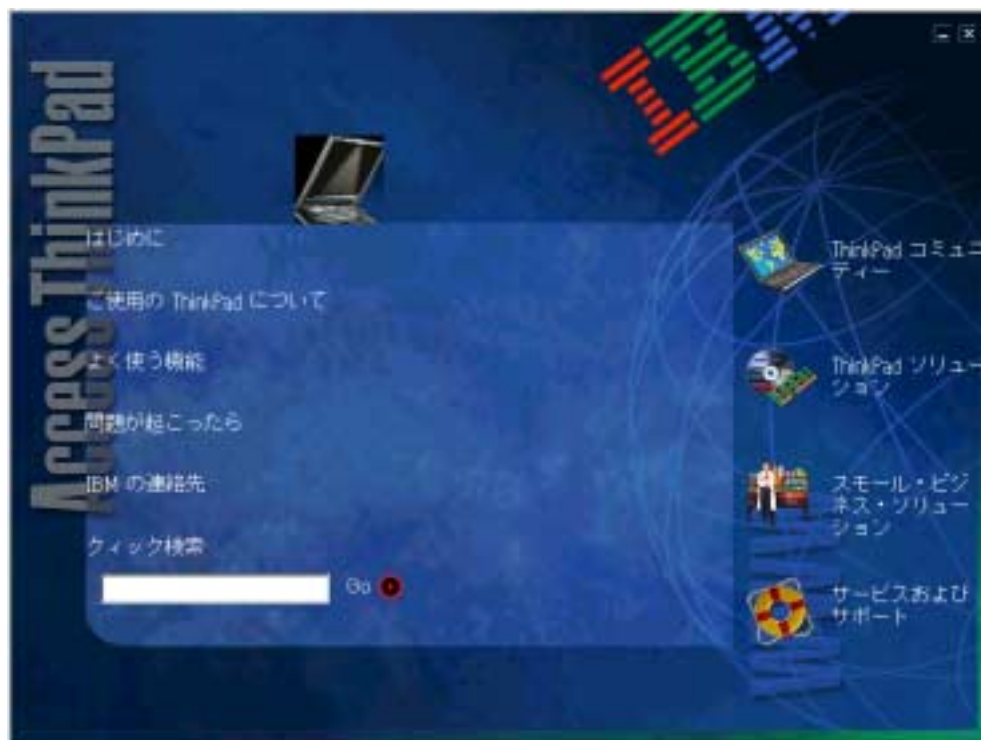 Access ThinkPad
IBM
はじめに
ご使用の ThinkPad について
よく使う機能
問題が起こったら
IBM の連絡先
クィック検索
Go
ThinkPad コミュニ
ティー
ThinkPad ソリュー
ション
スモール・ビジ
ネス・ソリュー
ション
サービスおよび
サポート